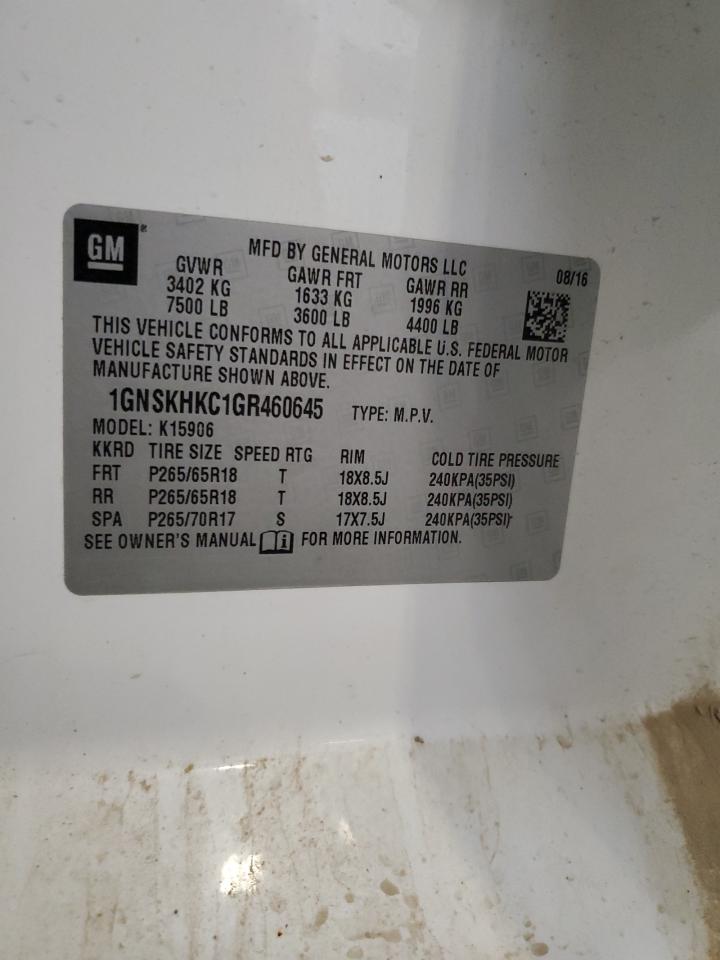 GM
MFD BY GENERAL MOTORS LLC
08/16
GVWR GAWR FRT GAWR RR
3402 KG 1633 KG 1996 KG
7500 LB 3600 LB 4400 LB
THIS VEHICLE CONFORMS TO ALL APPLICABLE U.S. FEDERAL MOTOR
VEHICLE SAFETY STANDARDS IN EFFECT ON THE DATE OF
MANUFACTURE SHOWN ABOVE.
1GNSKHKC1GR460645 TYPE: M.P.V.
MODEL: K15906
KKRD TIRE SIZE SPEED RTG RIM COLD TIRE PRESSURE
FRT P265/65R18 T 18X8.5J 240KPA(35PSI)
RR P265/65R18 T 18X8.5J 240KPA(35PSI)
SPA P265/70R17 S 17X7.5J 240KPA(35PSI)
SEE OWNER'S MANUAL FOR MORE INFORMATION.